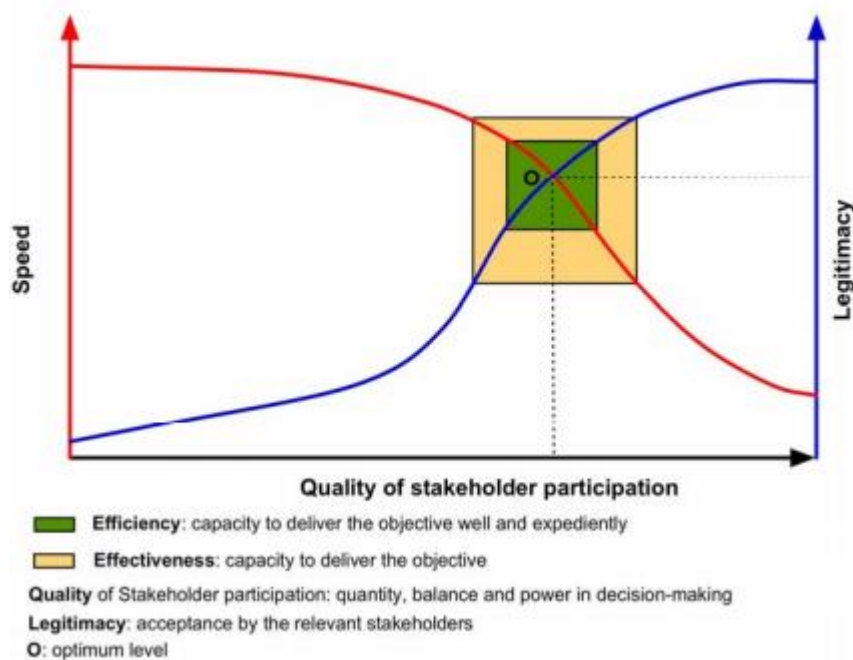 Speed
O
Legitimacy
Quality of stakeholder participation
Efficiency: capacity to deliver the objective well and expediently
Effectiveness: capacity to deliver the objective
Quality of Stakeholder participation: quantity, balance and power in decision-making
Legitimacy: acceptance by the relevant stakeholders
O: optimum level